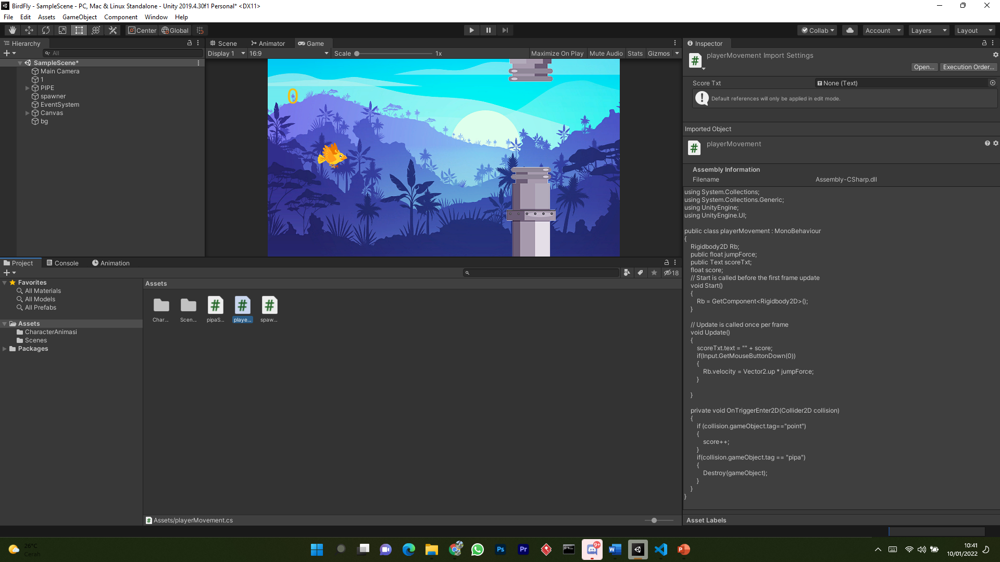 BirdFly - SampleScene - PC, Mac & Linux Standalone - Unity 2019.4.30f1 Personal* <DX11>
File Edit Assets GameObject Component Window Help
Center Global Collab Account Layers Layout
Hierarchy
All
SampleScene*
Main Camera
1
PIPE
spawner
EventSystem
Canvas
bg
Scene Animator Game
Display 1 16:9 Scale 1x Maximize On Play Mute Audio Stats Gizmos
0
Inspector
playerMovement Import Settings
Open... Execution Order...
Score Txt None (Text)
Default references will only be applied in edit mode.
Imported Object
playerMovement
Assembly Information
Filename Assembly-CSharp.dll
using System.Collections;
using System.Collections.Generic;
using UnityEngine;
using UnityEngine.UI;
public class playerMovement : MonoBehaviour
{
Rigidbody2D Rb;
public float jumpForce;
public Text scoreTxt;
float score;
// Start is called before the first frame update
void Start()
{
Rb = GetComponent<Rigidbody2D>();
}
// Update is called once per frame
void Update()
{
scoreTxt.text = "" + score;
if(Input.GetMouseButtonDown(0))
{
Rb.velocity = Vector2.up * jumpForce;
}
}
private void OnTriggerEnter2D(Collider2D collision)
{
if (collision.gameObject.tag=="point")
{
score++;
}
if(collision.gameObject.tag == "pipa")
{
Destroy(gameObject);
}
}
}
Asset Labels
Project Console Animation
18
Favorites
All Materials
All Models
All Prefabs
Assets
CharacterAnimasi
Scenes
Packages
Assets
Char... Scen... pipaS... playe... spaw...
Assets/playerMovement.cs
26°C
Cerah
Ps
Pr
9+
W
P
10:41
10/01/2022